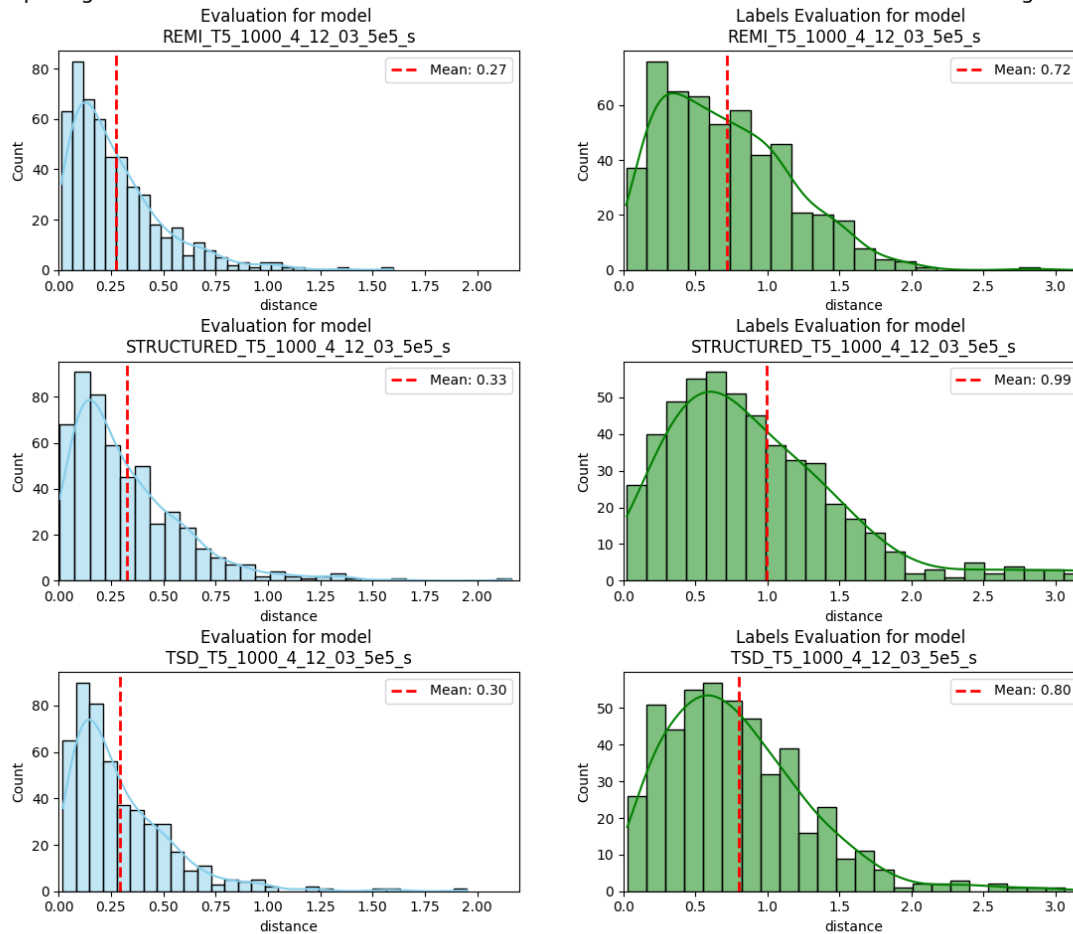 Evaluation for model
REMI_T5_1000_4_12_03_5e5_s
Mean: 0.27
Count
80
60
40
20
0
0.00 0.25 0.50 0.75 1.00 1.25 1.50 1.75 2.00
distance
Labels Evaluation for model
REMI_T5_1000_4_12_03_5e5_s
Mean: 0.72
Count
60
40
20
0
0.0 0.5 1.0 1.5 2.0 2.5 3.0
distance
Evaluation for model
STRUCTURED_T5_1000_4_12_03_5e5_s
Mean: 0.33
Count
80
60
40
20
0
0.00 0.25 0.50 0.75 1.00 1.25 1.50 1.75 2.00
distance
Labels Evaluation for model
STRUCTURED_T5_1000_4_12_03_5e5_s
Mean: 0.99
Count
50
40
30
20
10
0
0.0 0.5 1.0 1.5 2.0 2.5 3.0
distance
Evaluation for model
TSD_T5_1000_4_12_03_5e5_s
Mean: 0.30
Count
80
60
40
20
0
0.00 0.25 0.50 0.75 1.00 1.25 1.50 1.75 2.00
distance
Labels Evaluation for model
TSD_T5_1000_4_12_03_5e5_s
Mean: 0.80
Count
50
40
30
20
10
0
0.0 0.5 1.0 1.5 2.0 2.5 3.0
distance